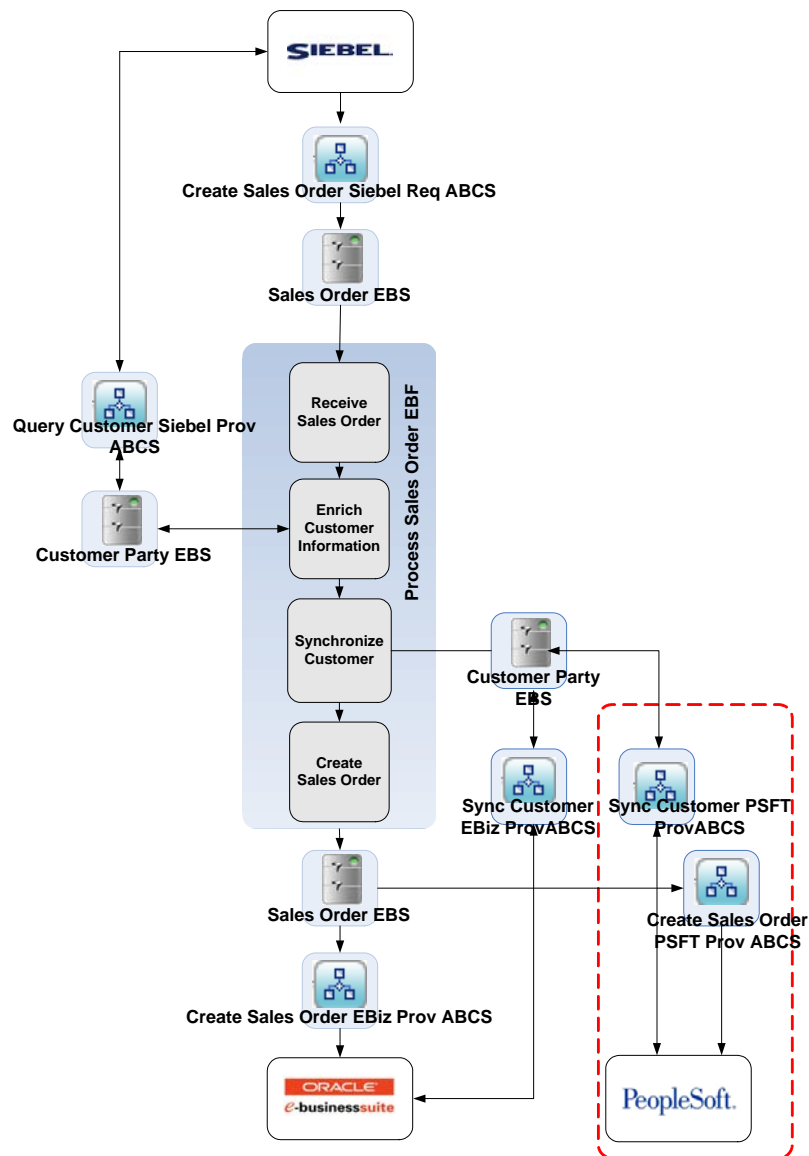 SIEBEL.
Create Sales Order Siebel Req ABCS
Sales Order EBS
Process Sales Order EBF
Receive
Sales Order
Query Customer Siebel Prov
ABCS
Enrich
Customer
Information
Customer Party EBS
Synchronize
Customer
Customer Party
EBS
Create
Sales Order
Sync Customer
EBiz ProvABCS
Sync Customer PSFT
ProvABCS
Sales Order EBS
Create Sales Order
PSFT Prov ABCS
Create Sales Order EBiz Prov ABCS
ORACLE
e-businesssuite
PeopleSoft.